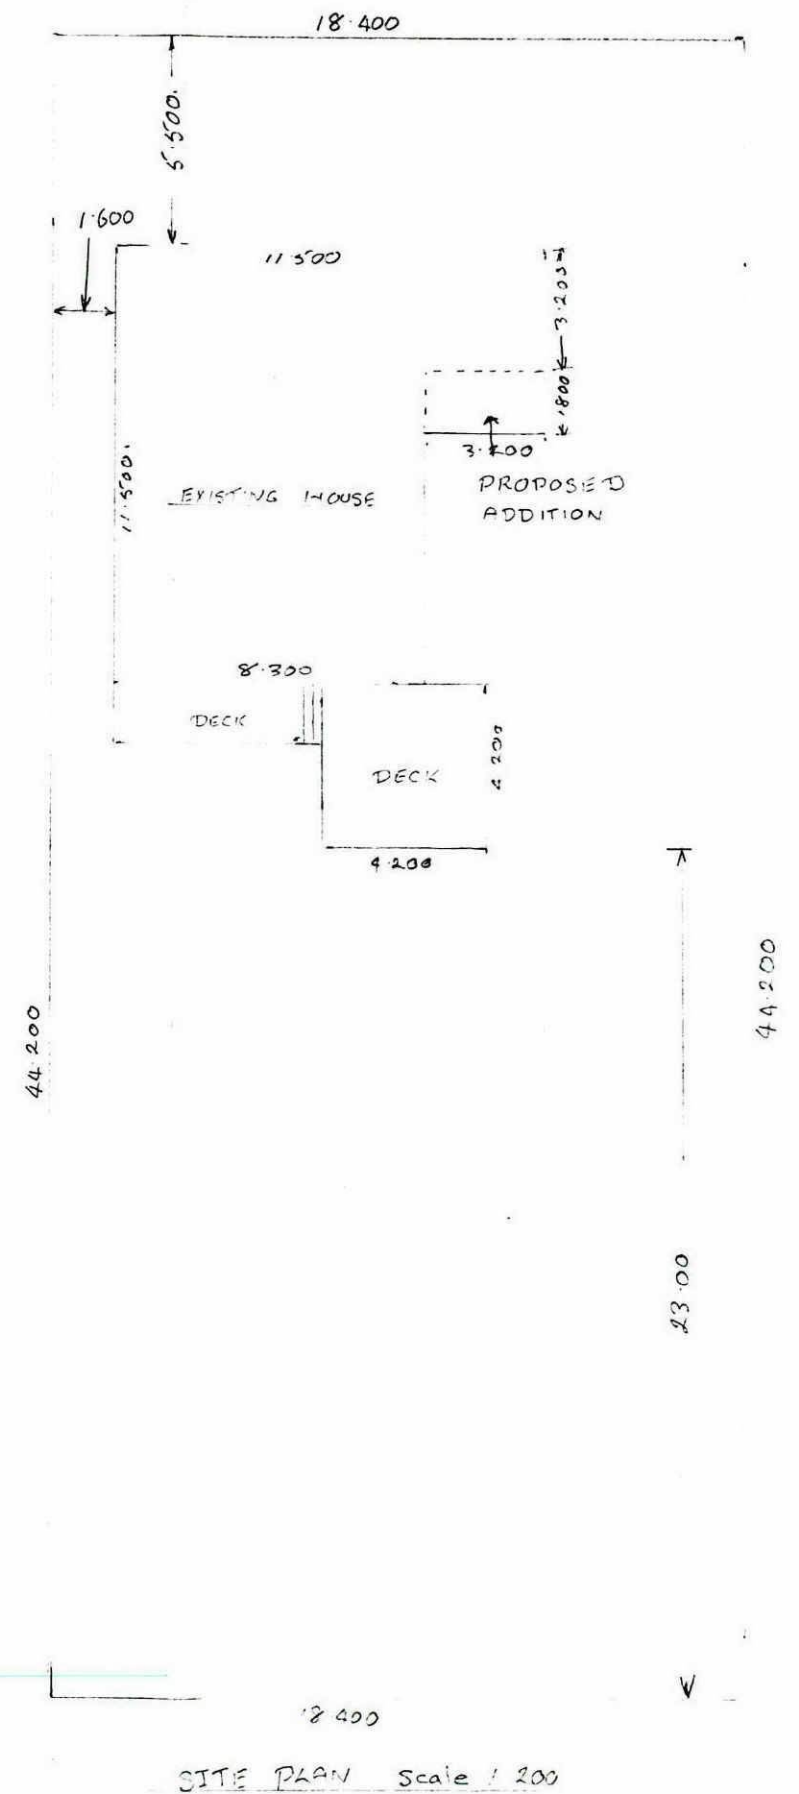 18·400
5·500.
1·600
11 500
3·203
1800
3·200
PROPOSED
ADDITION
11·500.
EXISTING HOUSE
8·300
DECK
4 200
DECK
4·200
44·200
44·200
23·00
18 400
SITE PLAN Scale 1 200